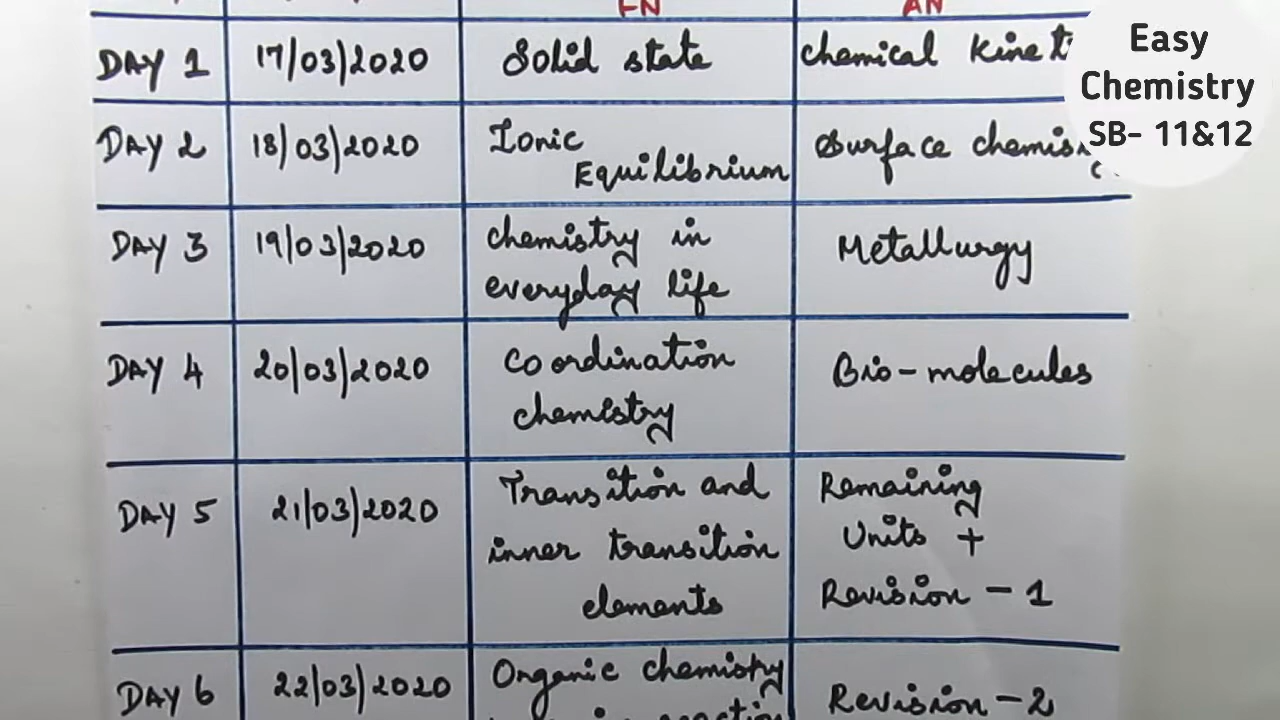 FN AN
DAY 1 17/03/2020 Solid state chemical
DAY 2 18/03/2020 Ionic Equilibrium Surface
DAY 3 19/03/2020 chemistry in everyday life Metallurgy
DAY 4 20/03/2020 Coordination chemistry Bio-molecules
DAY 5 21/03/2020 Transition and inner transition elements Remaining Units + Revision - 1
DAY 6 22/03/2020 Organic chemistry Revision - 2
Easy
Chemistry
SB- 11&12